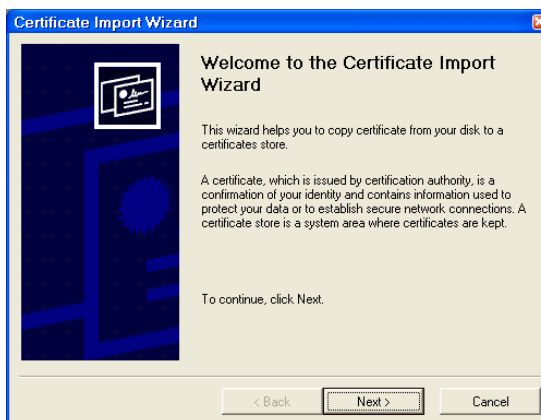 Certificate Import Wizard
Welcome to the Certificate Import
Wizard
This wizard helps you to copy certificate from your disk to a
certificates store.
A certificate, which is issued by certification authority, is a
confirmation of your identity and contains information used to
protect your data or to establish secure network connections. A
certificate store is a system area where certificates are kept.
To continue, click Next.
< Back Next > Cancel